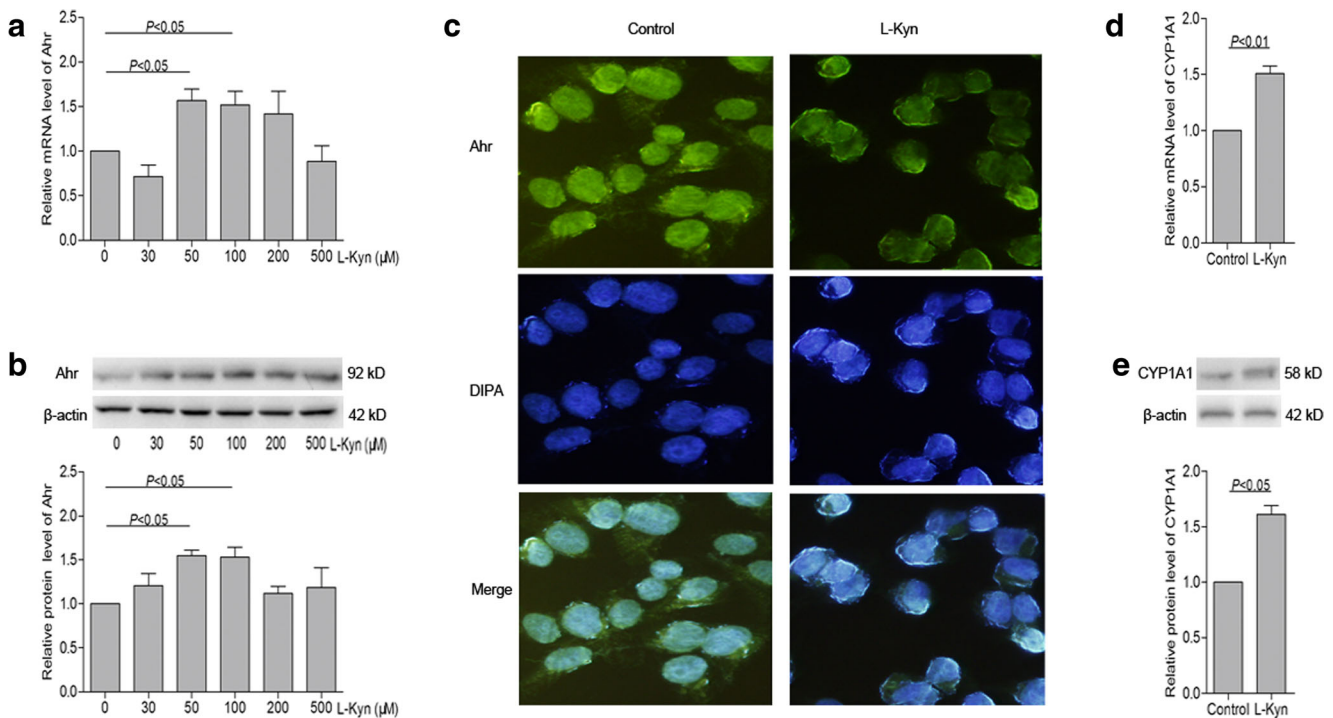 a
Relative mRNA level of Ahr
2.5
2.0
1.5
1.0
0.5
0.0
P<0.05
P<0.05
0 30 50 100 200 500 L-Kyn (µM)
b
Ahr 92 kD
β-actin 42 kD
0 30 50 100 200 500 L-Kyn (µM)
Relative protein level of Ahr
2.5
2.0
1.5
1.0
0.5
0.0
P<0.05
P<0.05
0 30 50 100 200 500 L-Kyn (µM)
c
Control L-Kyn
Ahr
DIPA
Merge
d
Relative mRNA level of CYP1A1
2.0
1.5
1.0
0.5
0.0
P<0.01
Control L-Kyn
e
CYP1A1 58 kD
β-actin 42 kD
Relative protein level of CYP1A1
2.0
1.5
1.0
0.5
0.0
P<0.05
Control L-Kyn